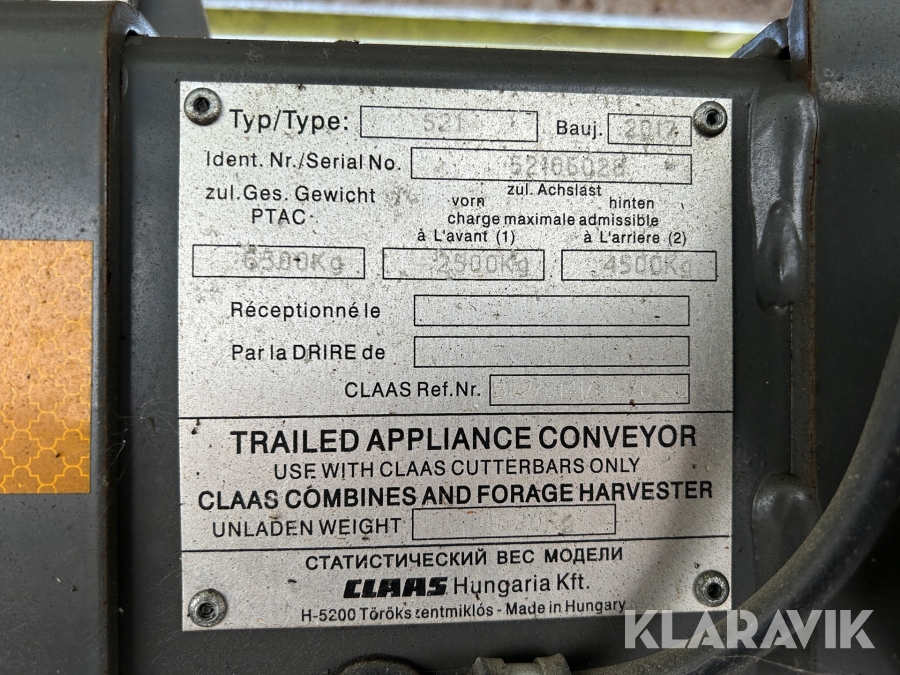 Typ/Type: 521 Bauj. 2017
Ident. Nr./Serial No. 52106028
zul. Ges. Gewicht zul. Achslast
vorn hinten
PTAC charge maximale admissible
à L'avant (1) à L'arriere (2)
6500Kg 2500Kg 4500Kg
Réceptionné le
Par la DRIRE de
CLAAS Ref.Nr.
TRAILED APPLIANCE CONVEYOR
USE WITH CLAAS CUTTERBARS ONLY
CLAAS COMBINES AND FORAGE HARVESTER
UNLADEN WEIGHT
СТАТИСТИЧЕСКИЙ ВЕС МОДЕЛИ
CLAAS Hungaria Kft.
H-5200 Törökszentmiklós - Made in Hungary
KLARAVIK